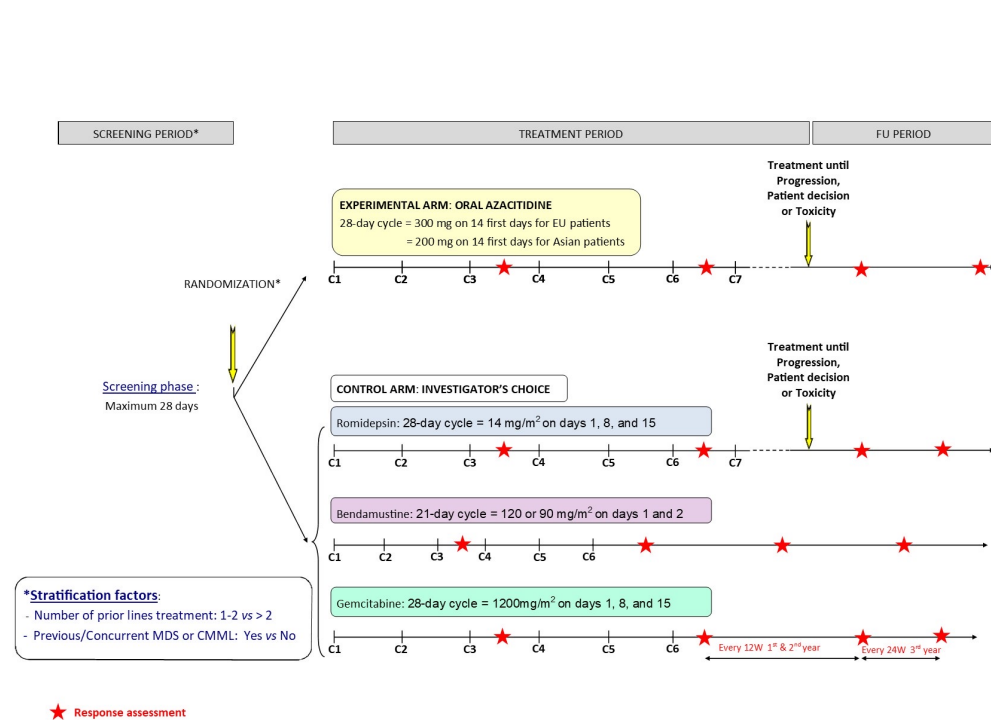 SCREENING PERIOD*
TREATMENT PERIOD
FU PERIOD
Treatment until
Progression,
Patient decision
or Toxicity
EXPERIMENTAL ARM: ORAL AZACITIDINE
28-day cycle = 300 mg on 14 first days for EU patients
= 200 mg on 14 first days for Asian patients
C1 C2 C3 C4 C5 C6 C7
RANDOMIZATION*
Screening phase :
Maximum 28 days
Treatment until
Progression,
Patient decision
or Toxicity
CONTROL ARM: INVESTIGATOR'S CHOICE
Romidepsin: 28-day cycle = 14 mg/m² on days 1, 8, and 15
C1 C2 C3 C4 C5 C6 C7
Bendamustine: 21-day cycle = 120 or 90 mg/m² on days 1 and 2
C1 C2 C3 C4 C5 C6
Gemcitabine: 28-day cycle = 1200mg/m² on days 1, 8, and 15
C1 C2 C3 C4 C5 C6
Every 12W 1st & 2nd year
Every 24W 3rd year
*Stratification factors:
- Number of prior lines treatment: 1-2 vs > 2
- Previous/Concurrent MDS or CMML: Yes vs No
Response assessment